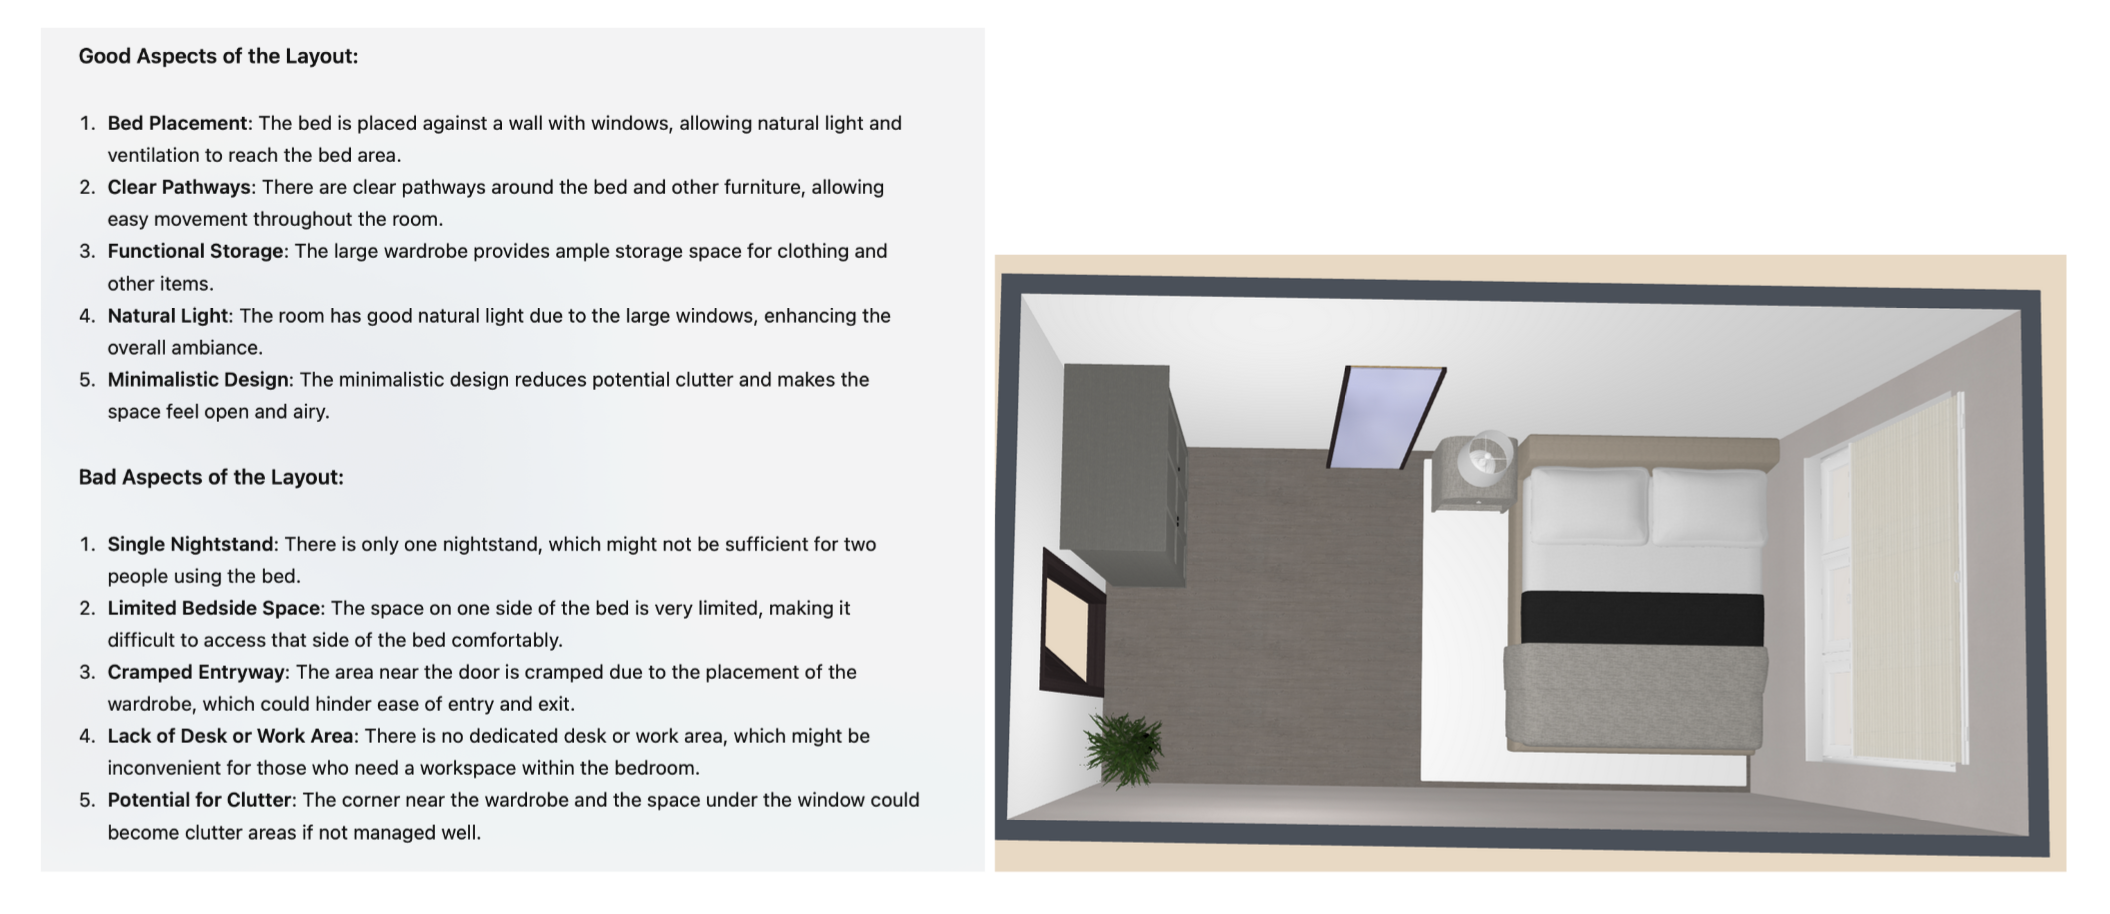 Good Aspects of the Layout:
1. Bed Placement: The bed is placed against a wall with windows, allowing natural light and
ventilation to reach the bed area.
2. Clear Pathways: There are clear pathways around the bed and other furniture, allowing
easy movement throughout the room.
3. Functional Storage: The large wardrobe provides ample storage space for clothing and
other items.
4. Natural Light: The room has good natural light due to the large windows, enhancing the
overall ambiance.
5. Minimalistic Design: The minimalistic design reduces potential clutter and makes the
space feel open and airy.
Bad Aspects of the Layout:
1. Single Nightstand: There is only one nightstand, which might not be sufficient for two
people using the bed.
2. Limited Bedside Space: The space on one side of the bed is very limited, making it
difficult to access that side of the bed comfortably.
3. Cramped Entryway: The area near the door is cramped due to the placement of the
wardrobe, which could hinder ease of entry and exit.
4. Lack of Desk or Work Area: There is no dedicated desk or work area, which might be
inconvenient for those who need a workspace within the bedroom.
5. Potential for Clutter: The corner near the wardrobe and the space under the window could
become clutter areas if not managed well.